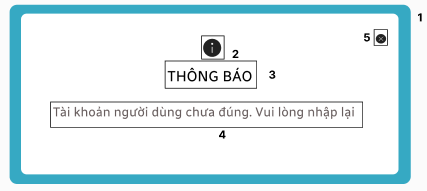 1
5
2
THÔNG BÁO 3
Tài khoản người dùng chưa đúng. Vui lòng nhập lại
4